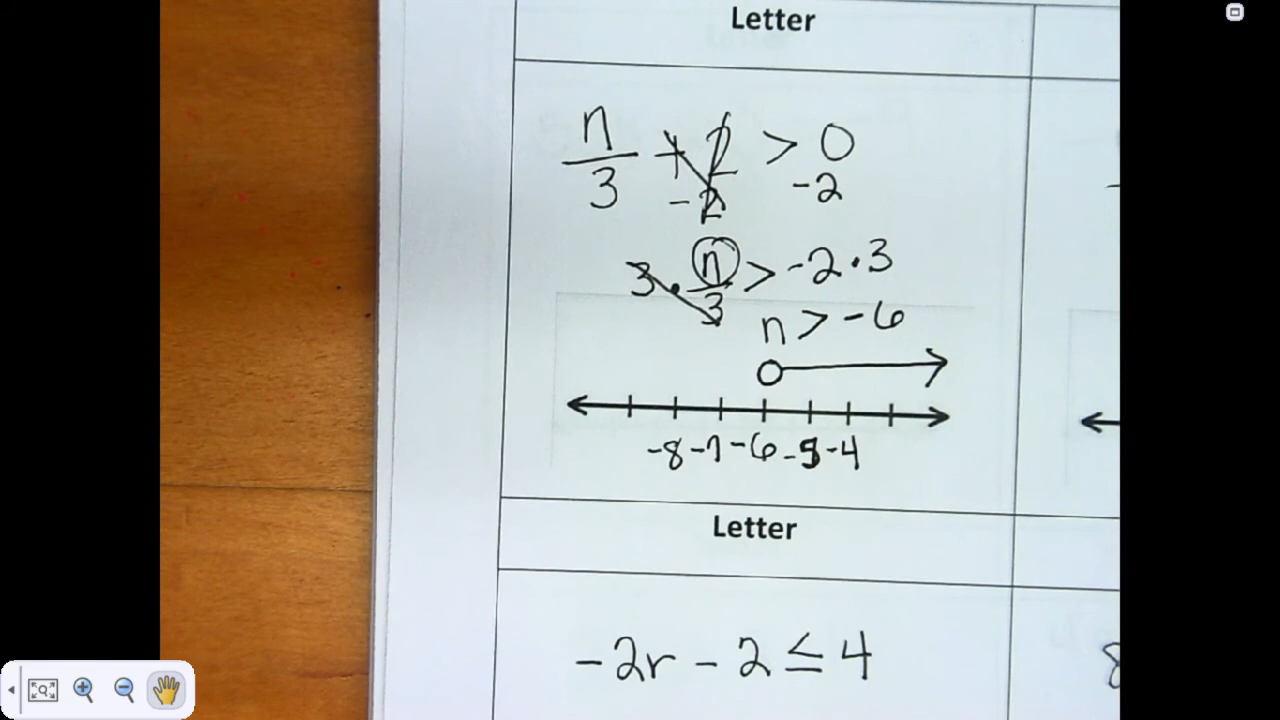 Letter
n/3 + 2 > 0
-2 -2
3 · n/3 > -2 · 3
n > -6
-8 -7 -6 -5 -4
Letter
-2r - 2 ≤ 4
8